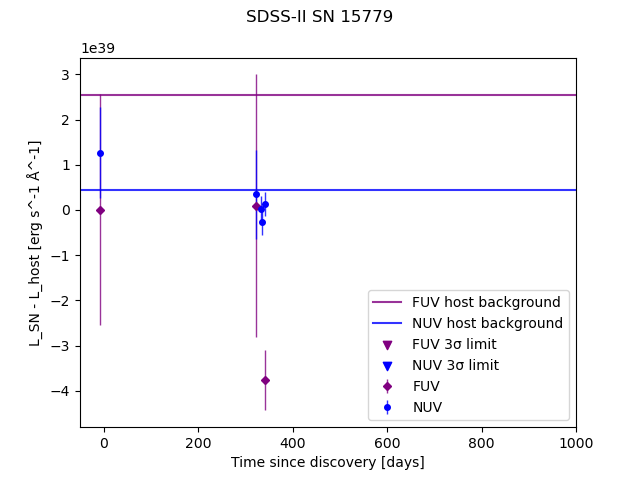 SDSS-II SN 15779
1e39
3
2
1
0
−1
−2
−3
−4
L_SN - L_host [erg s^-1 Å^-1]
FUV host background
NUV host background
FUV 3σ limit
NUV 3σ limit
FUV
NUV
0 200 400 600 800 1000
Time since discovery [days]